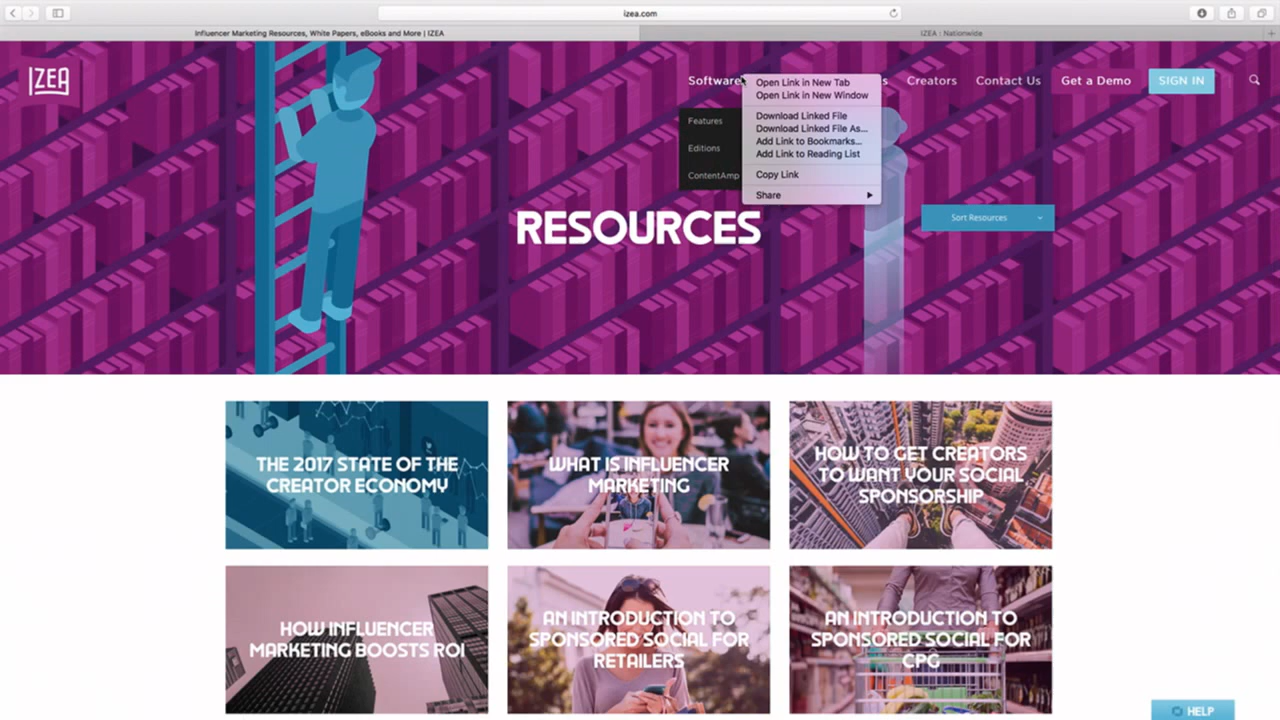 izea.com
Influencer Marketing Resources, White Papers, eBooks and More | IZEA
IZEA : Nationwide
IZEA
Software
s
Creators
Contact Us
Get a Demo
SIGN IN
Open Link in New Tab
Open Link in New Window
Download Linked File
Download Linked File As...
Add Link to Bookmarks...
Add Link to Reading List
Copy Link
Share
Features
Editions
ContentAmp
RESOURCES
Sort Resources
THE 2017 STATE OF THE
CREATOR ECONOMY
WHAT IS INFLUENCER
MARKETING
HOW TO GET CREATORS
TO WANT YOUR SOCIAL
SPONSORSHIP
HOW INFLUENCER
MARKETING BOOSTS ROI
AN INTRODUCTION TO
SPONSORED SOCIAL FOR
RETAILERS
AN INTRODUCTION TO
SPONSORED SOCIAL FOR
CPG
HELP